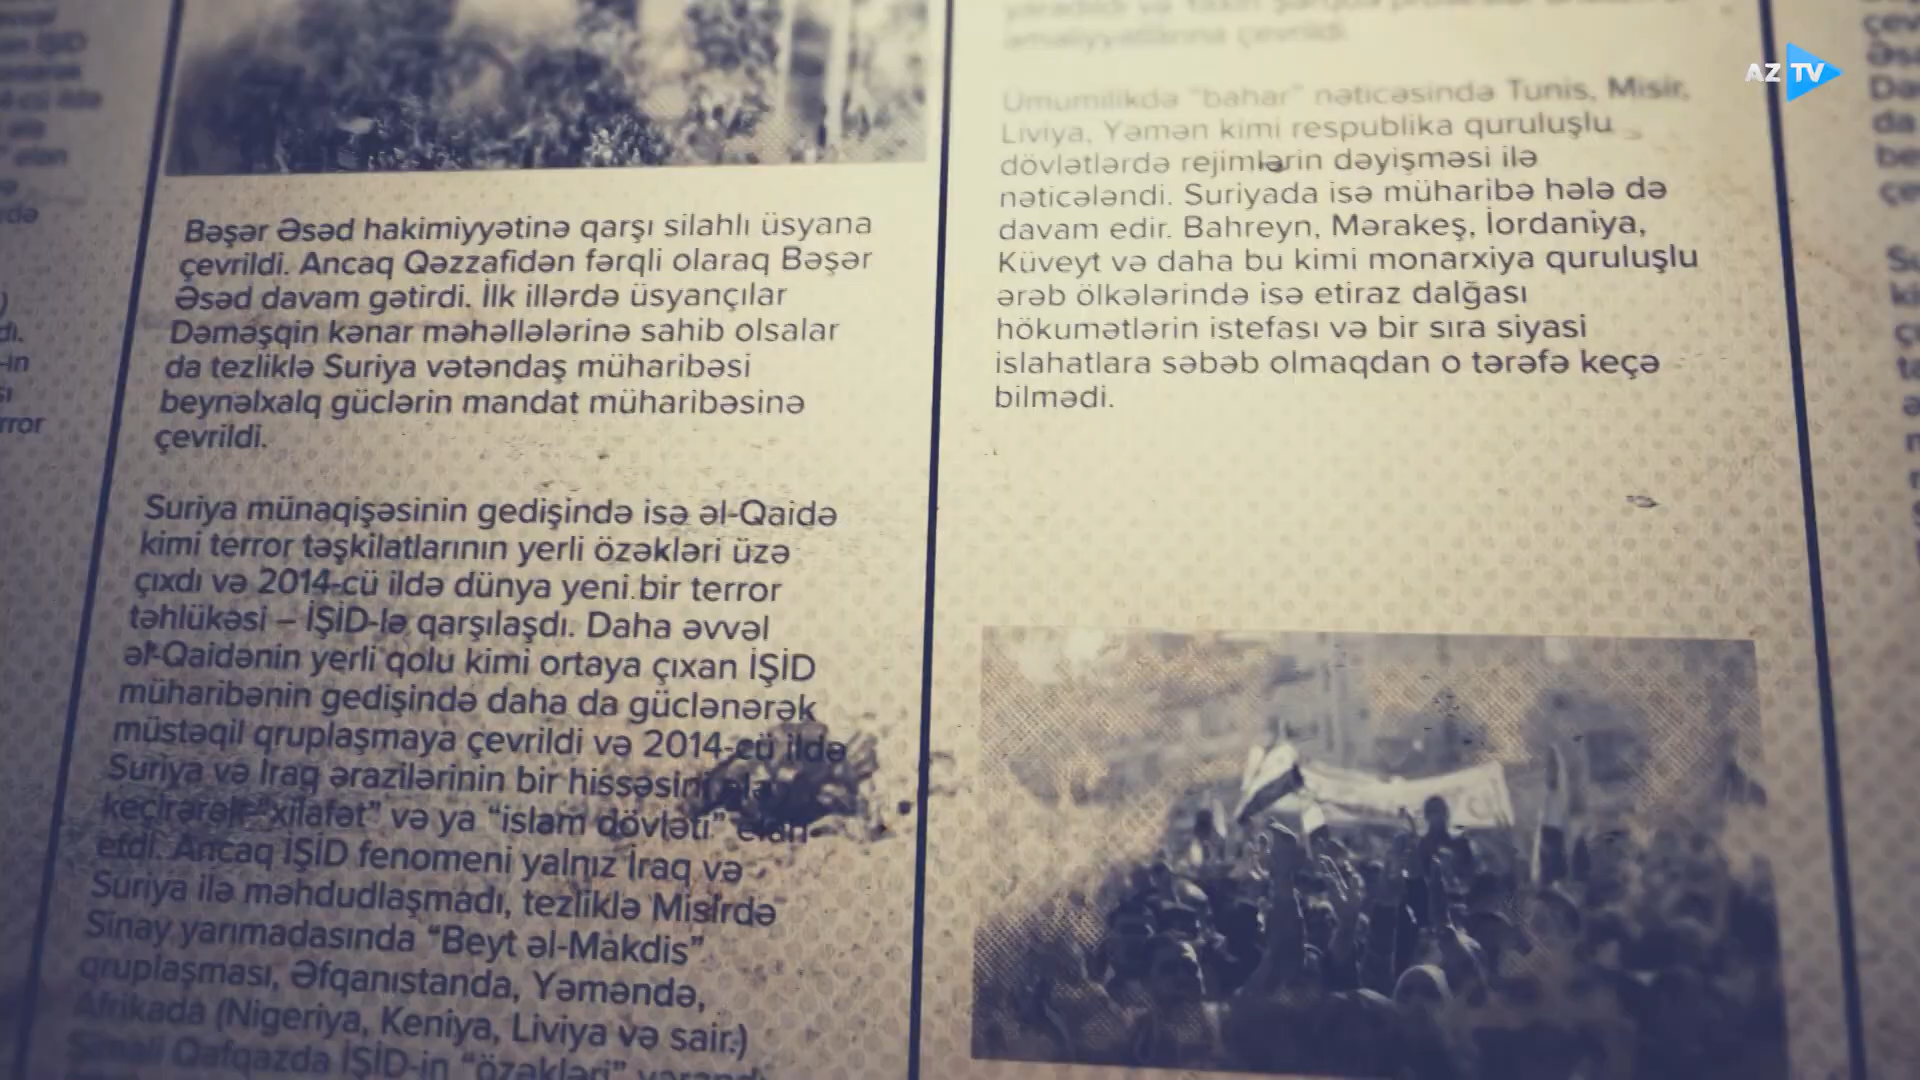 AZ TV
Bəşər Əsəd hakimiyyətinə qarşı silahlı üsyana
çevrildi. Ancaq Qəzzafidən fərqli olaraq Bəşər
Əsəd davam gətirdi. İlk illərdə üsyançılar
Dəməşqin kənar məhəllələrinə sahib olsalar
da tezliklə Suriya vətəndaş müharibəsi
beynəlxalq güclərin mandat müharibəsinə
çevrildi.
Suriya münaqişəsinin gedişində isə əl-Qaidə
kimi terror təşkilatlarının yerli özəkləri üzə
çıxdı və 2014-cü ildə dünya yeni bir terror
təhlükəsi – İŞİD-lə qarşılaşdı. Daha əvvəl
əl-Qaidənin yerli qolu kimi ortaya çıxan İŞİD
müharibənin gedişində daha da güclənərək
müstəqil qruplaşmaya çevrildi və 2014-cü ildə
Suriya və İraq ərazilərinin bir hissəsini ələ
keçirərək “xilafət” və ya “islam dövləti” elan
etdi. Ancaq İŞİD fenomeni yalnız İraq və
Suriya ilə məhdudlaşmadı, tezliklə Misirdə
Sinay yarımadasında “Beyt əl-Makdis”
qruplaşması, Əfqanıstanda, Yəməndə,
Afrikada (Nigeriya, Keniya, Liviya və sair.)
Şimali Qafqazda İŞİD-in “özəkləri”
Ümumilikdə “bahar” nəticəsində Tunis, Misir,
Liviya, Yəmən kimi respublika quruluşlu
dövlətlərdə rejimlərin dəyişməsi ilə
nəticələndi. Suriyada isə müharibə hələ də
davam edir. Bahreyn, Mərakeş, İordaniya,
Küveyt və daha bu kimi monarxiya quruluşlu
ərəb ölkələrində isə etiraz dalğası
hökumətlərin istefası və bir sıra siyasi
islahatlara səbəb olmaqdan o tərəfə keçə
bilmədi.